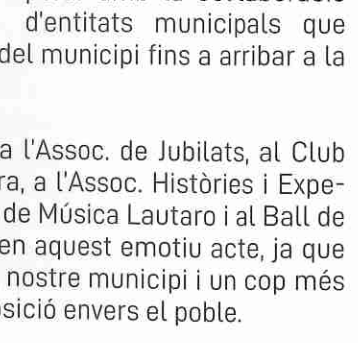 d'entitats municipals que
del municipi fins a arribar a la
a l'Assoc. de Jubilats, al Club
ra, a l'Assoc. Històries i Expe-
de Música Lautaro i al Ball de
en aquest emotiu acte, ja que
nostre municipi i un cop més
sició envers el poble.